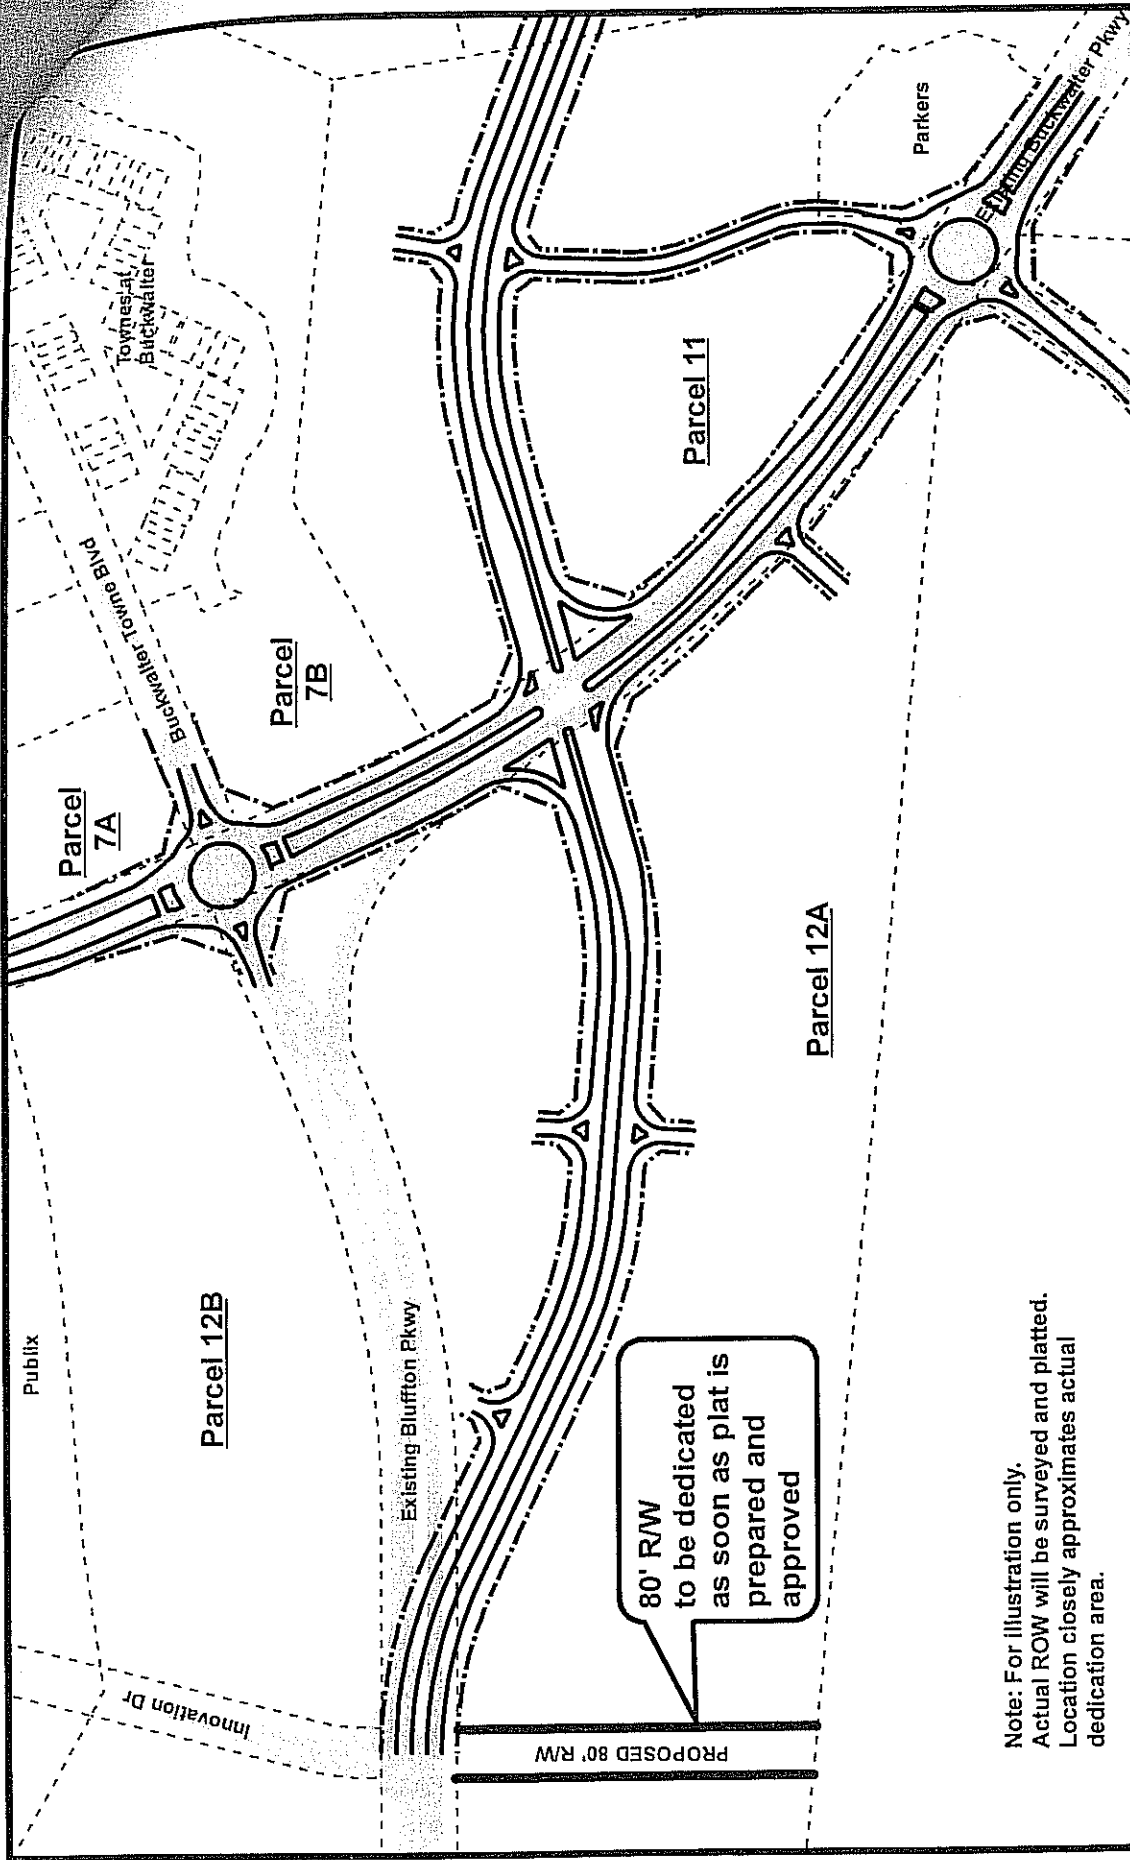 Publix
Parcel 12B
Innovation Dr
Existing Bluffton Pkwy
Parcel
7A
Buckwalter Towne Blvd
Townes at
Buckwalter
Parcel
7B
80' R/W
to be dedicated
as soon as plat is
prepared and
approved
PROPOSED 80' R/W
Parcel 12A
Parcel 11
Parkers
Existing Buckwalter Pkwy
Note: For illustration only.
Actual ROW will be surveyed and platted.
Location closely approximates actual
dedication area.